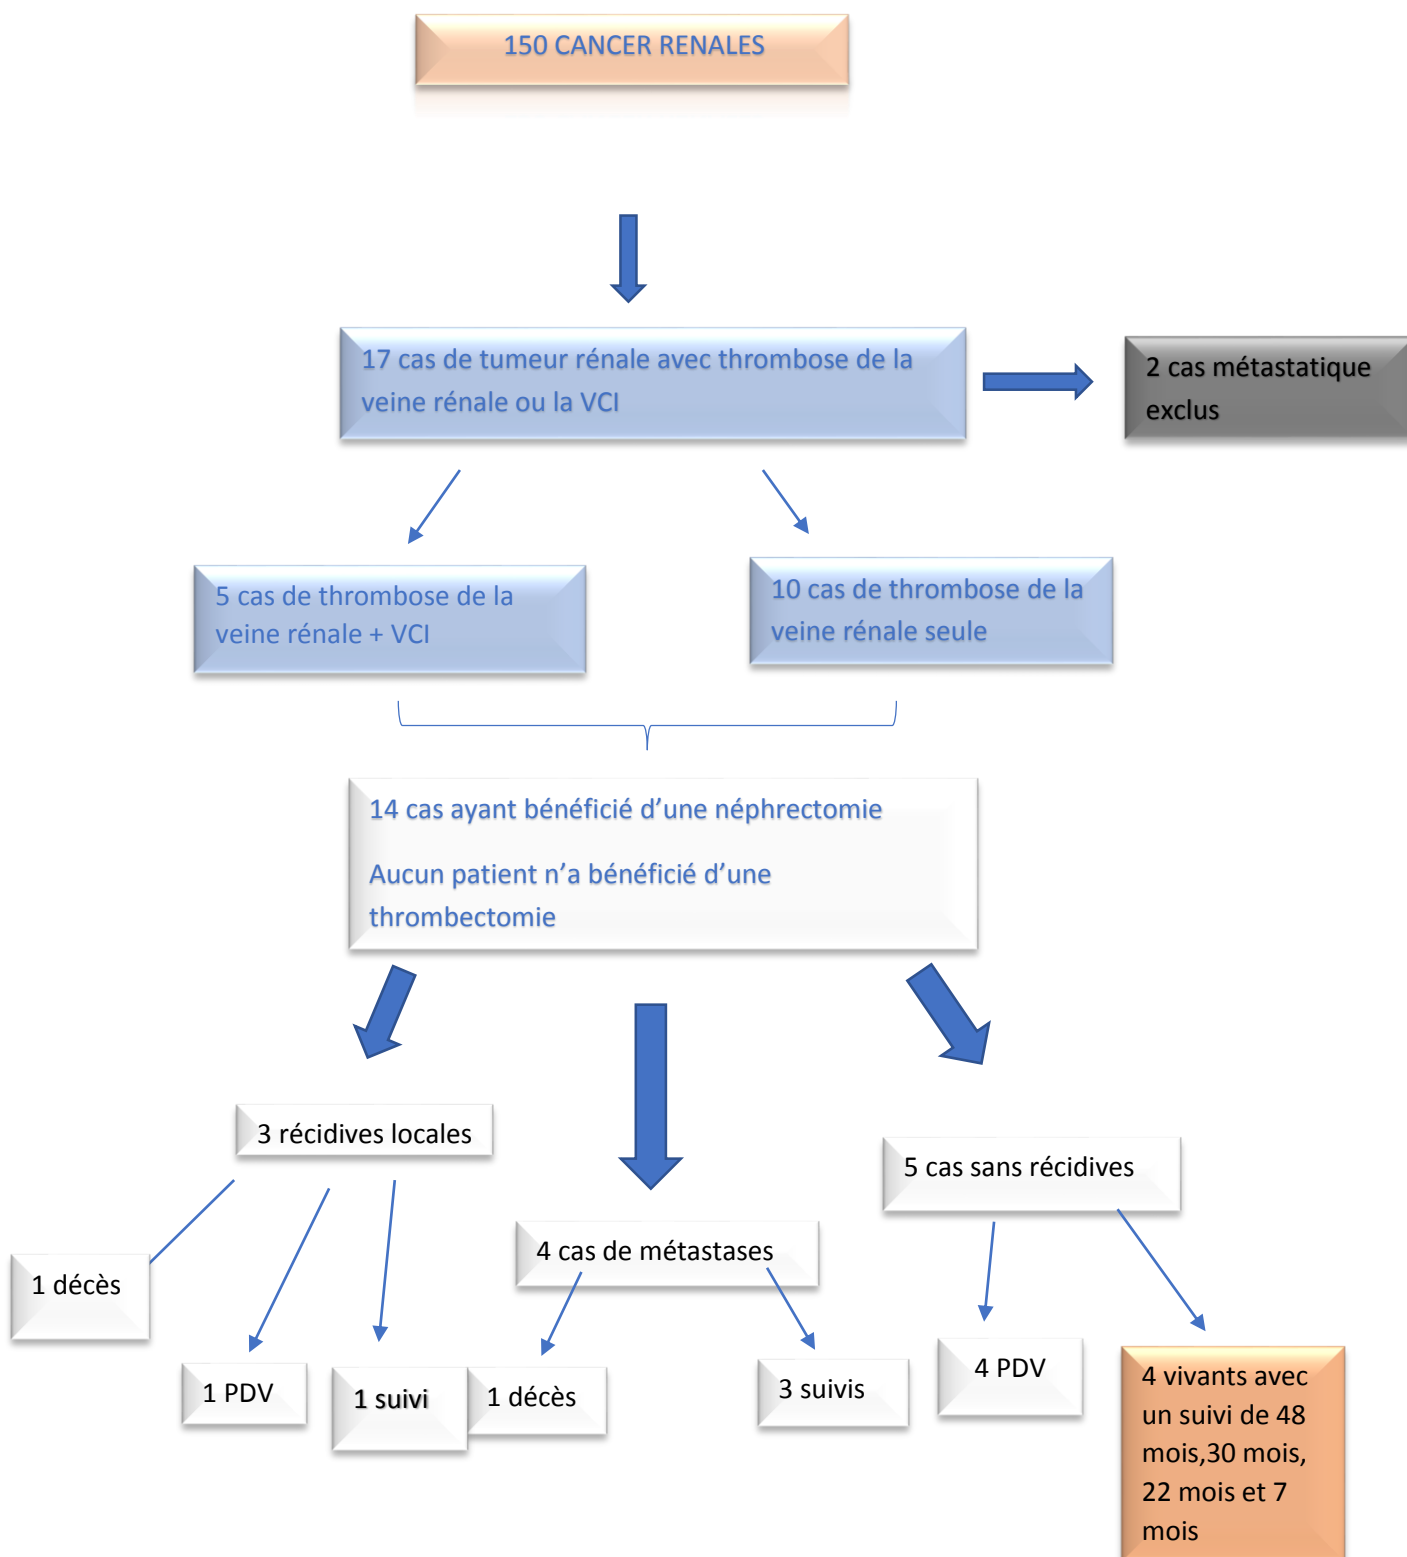 150 CANCER RENALES
17 cas de tumeur rénale avec thrombose de la
veine rénale ou la VCI
2 cas métastatique
exclus
5 cas de thrombose de la
veine rénale + VCI
10 cas de thrombose de la
veine rénale seule
14 cas ayant bénéficié d’une néphrectomie
Aucun patient n’a bénéficié d’une
thrombectomie
3 récidives locales
5 cas sans récidives
4 cas de métastases
1 décès
1 PDV
1 suivi
1 décès
3 suivis
4 PDV
4 vivants avec
un suivi de 48
mois,30 mois,
22 mois et 7
mois